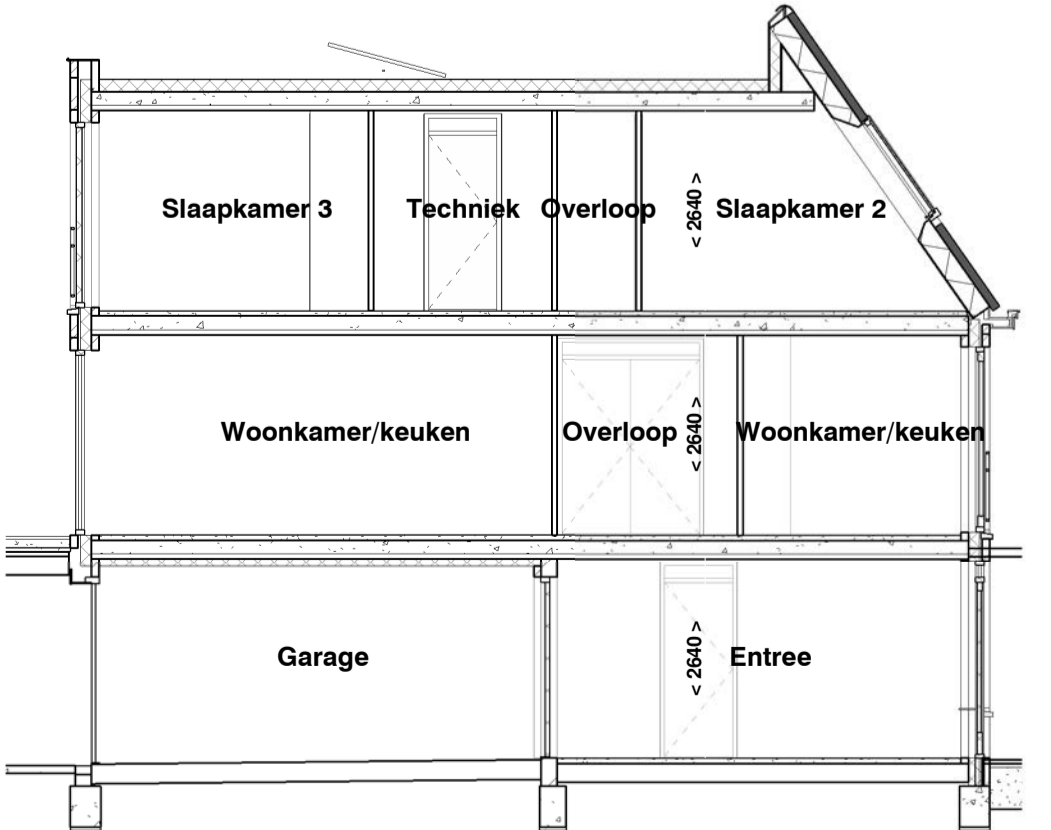 Slaapkamer 3
Techniek
Overloop
< 2640 >
Slaapkamer 2
Woonkamer/keuken
Overloop
< 2640 >
Woonkamer/keuken
Garage
< 2640 >
Entree